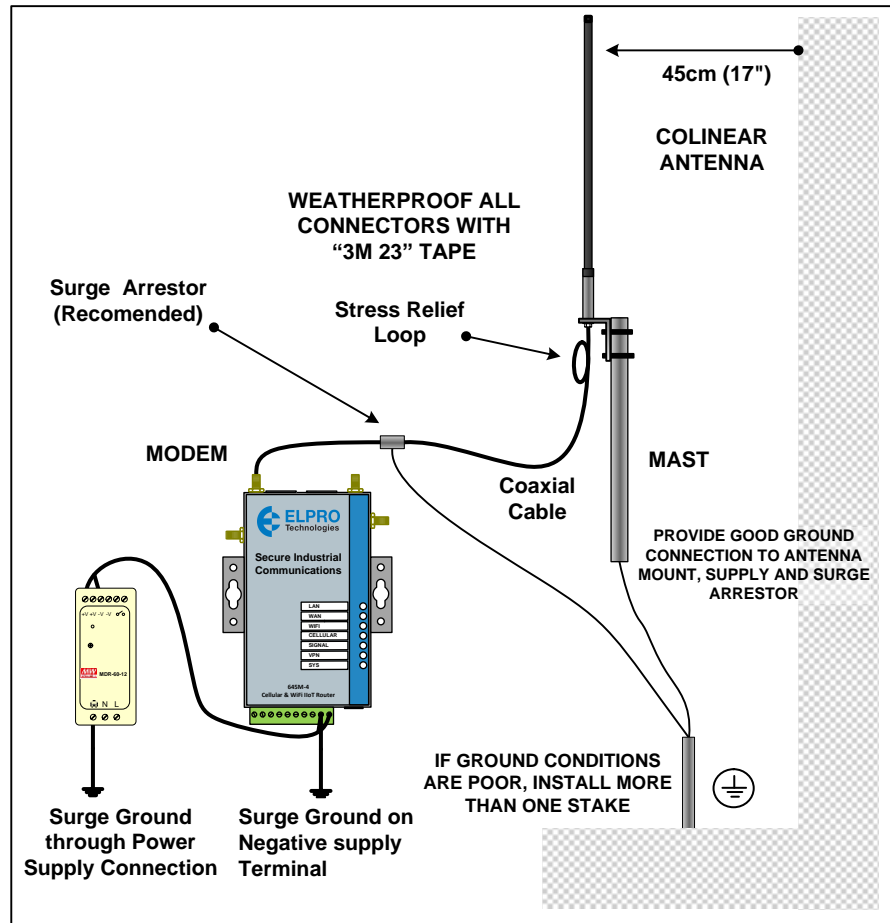 45cm (17")
COLINEAR
ANTENNA
WEATHERPROOF ALL
CONNECTORS WITH
“3M 23” TAPE
Surge Arrestor
(Recomended)
Stress Relief
Loop
MODEM
MAST
Coaxial
Cable
ELPRO
Technologies
Secure Industrial
Communications
LAN
WAN
WIFI
CELLULAR
SIGNAL
VPN
SYS
645M-4
Cellular & WiFi IIoT Router
PROVIDE GOOD GROUND
CONNECTION TO ANTENNA
MOUNT, SUPPLY AND SURGE
ARRESTOR
+V +V -V -V
MW
MDR-60-12
N L
IF GROUND CONDITIONS
ARE POOR, INSTALL MORE
THAN ONE STAKE
Surge Ground
through Power
Supply Connection
Surge Ground on
Negative supply
Terminal